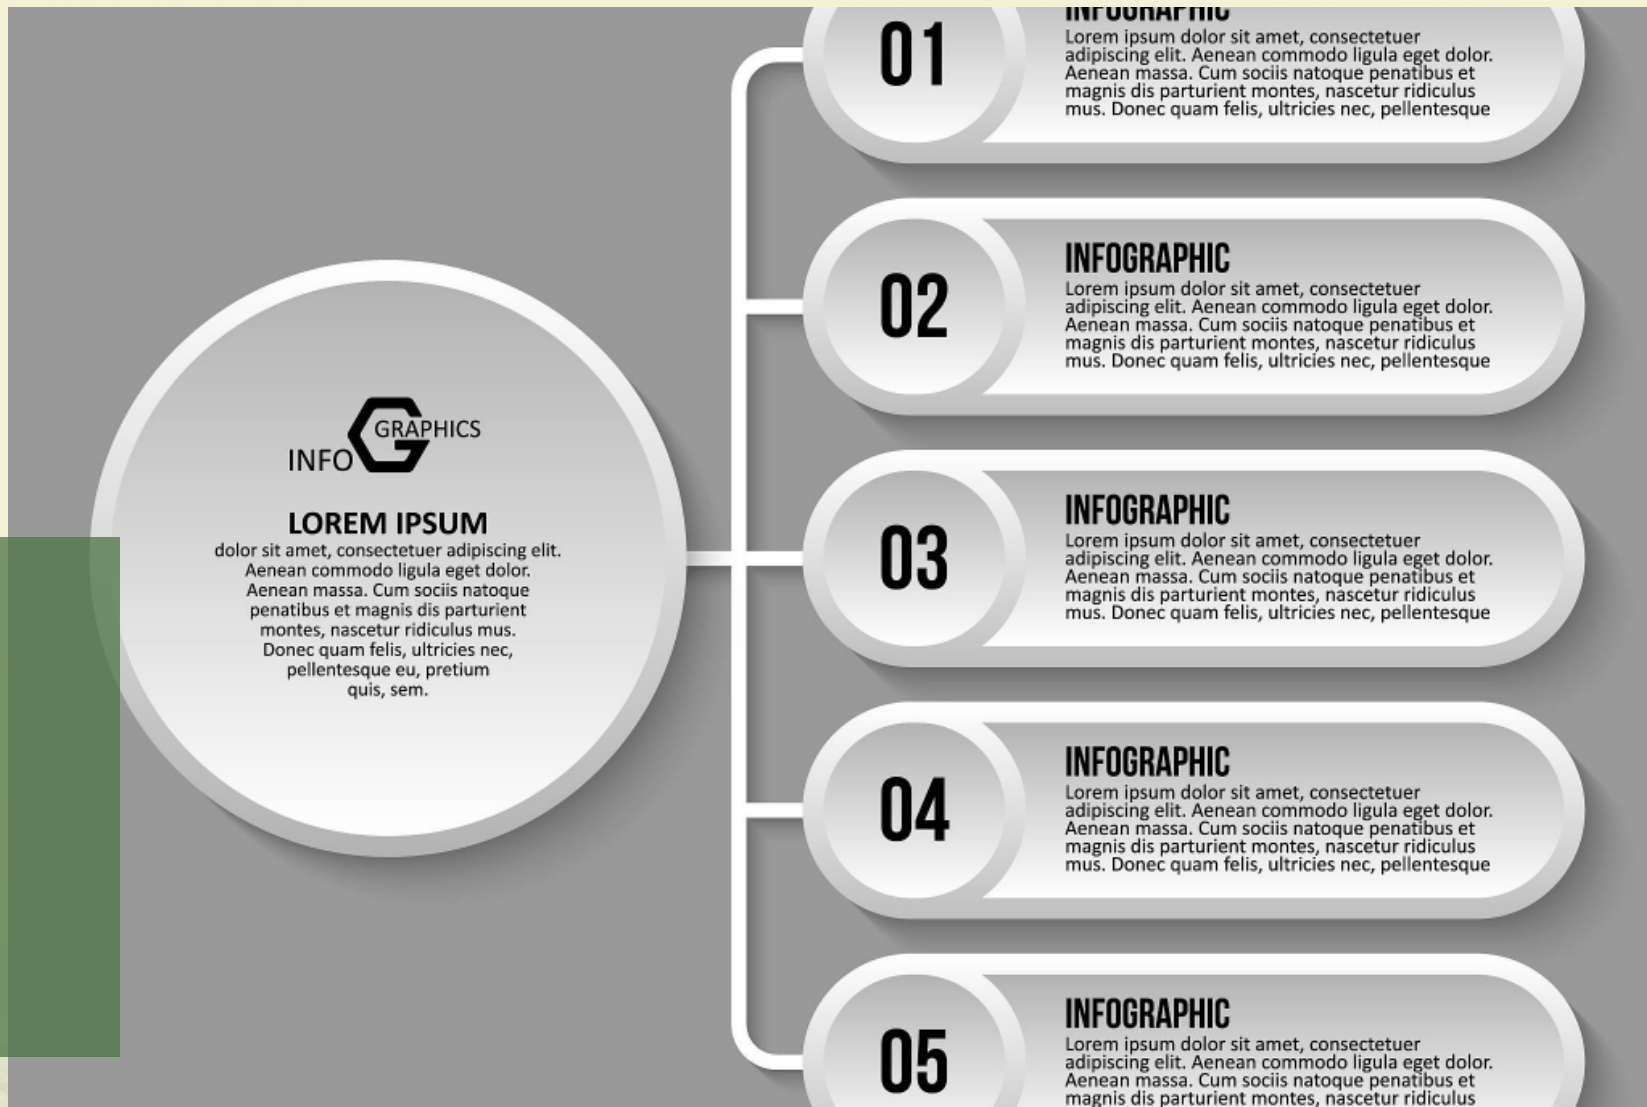 INFO GRAPHICS
LOREM IPSUM
dolor sit amet, consectetuer adipiscing elit.
Aenean commodo ligula eget dolor.
Aenean massa. Cum sociis natoque
penatibus et magnis dis parturient
montes, nascetur ridiculus mus.
Donec quam felis, ultricies nec,
pellentesque eu, pretium
quis, sem.
01
INFOGRAPHIC
Lorem ipsum dolor sit amet, consectetuer
adipiscing elit. Aenean commodo ligula eget dolor.
Aenean massa. Cum sociis natoque penatibus et
magnis dis parturient montes, nascetur ridiculus
mus. Donec quam felis, ultricies nec, pellentesque
02
INFOGRAPHIC
Lorem ipsum dolor sit amet, consectetuer
adipiscing elit. Aenean commodo ligula eget dolor.
Aenean massa. Cum sociis natoque penatibus et
magnis dis parturient montes, nascetur ridiculus
mus. Donec quam felis, ultricies nec, pellentesque
03
INFOGRAPHIC
Lorem ipsum dolor sit amet, consectetuer
adipiscing elit. Aenean commodo ligula eget dolor.
Aenean massa. Cum sociis natoque penatibus et
magnis dis parturient montes, nascetur ridiculus
mus. Donec quam felis, ultricies nec, pellentesque
04
INFOGRAPHIC
Lorem ipsum dolor sit amet, consectetuer
adipiscing elit. Aenean commodo ligula eget dolor.
Aenean massa. Cum sociis natoque penatibus et
magnis dis parturient montes, nascetur ridiculus
mus. Donec quam felis, ultricies nec, pellentesque
05
INFOGRAPHIC
Lorem ipsum dolor sit amet, consectetuer
adipiscing elit. Aenean commodo ligula eget dolor.
Aenean massa. Cum sociis natoque penatibus et
magnis dis parturient montes, nascetur ridiculus